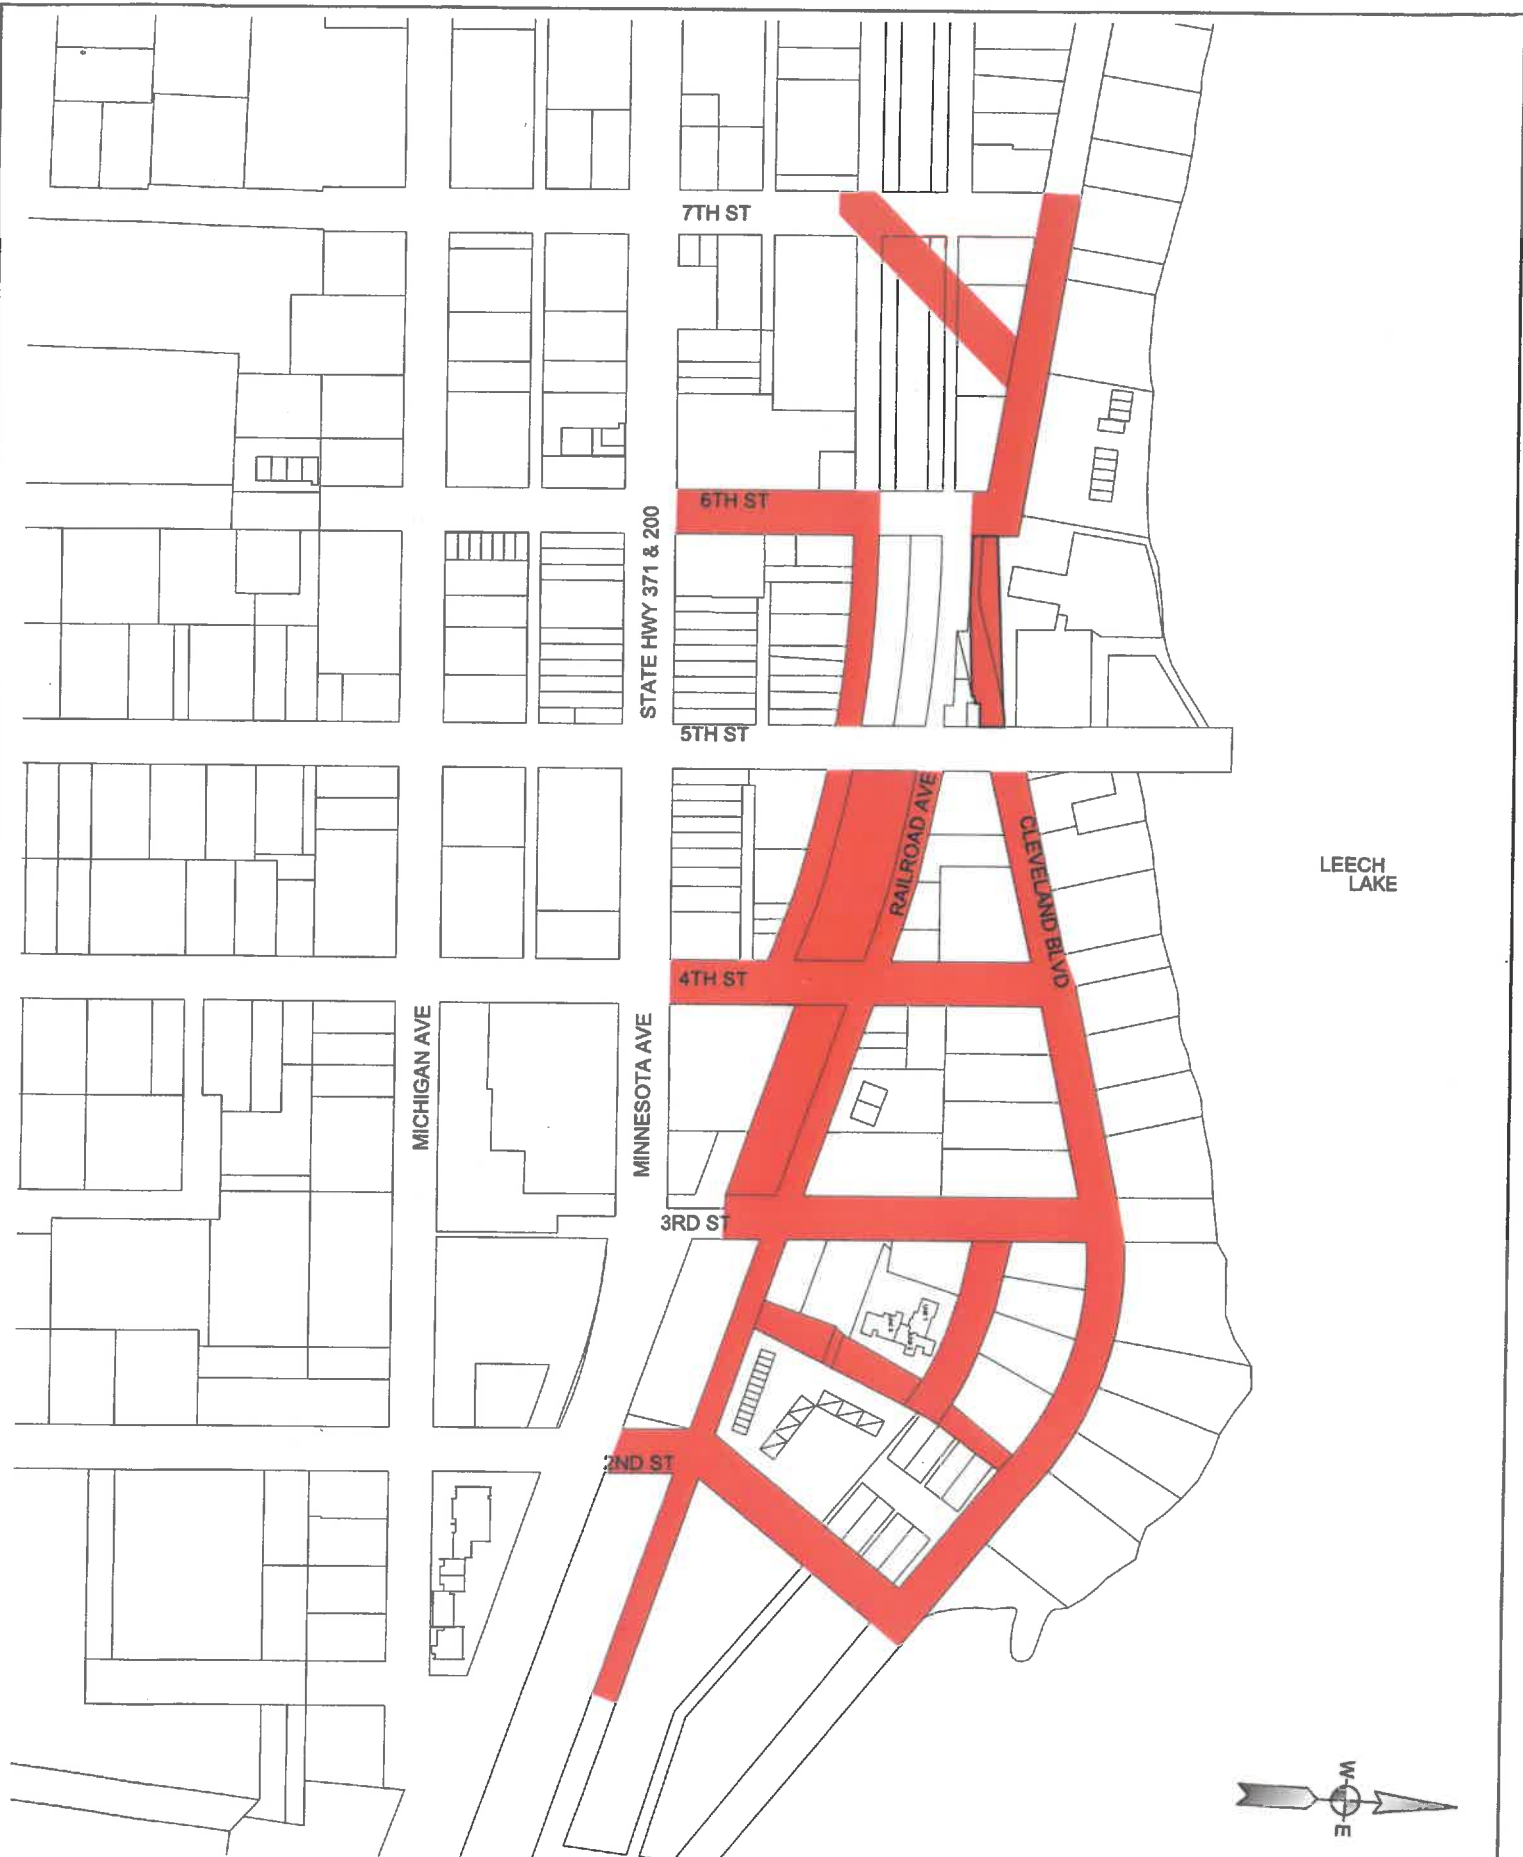 7TH ST
6TH ST
STATE HWY 371 & 200
5TH ST
RAILROAD AVE
CLEVELAND BLVD
LEECH
LAKE
4TH ST
MICHIGAN AVE
MINNESOTA AVE
3RD ST
2ND ST
W
E